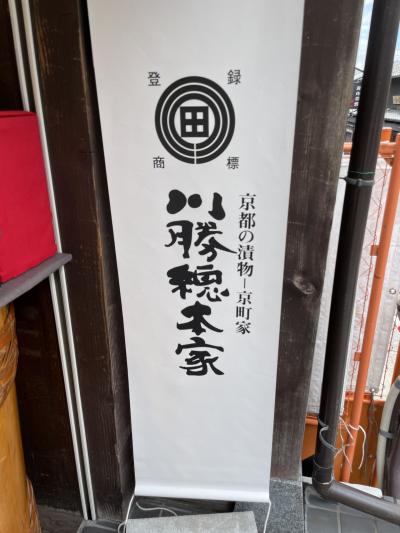 登録
商標
田
京都の漬物－京町家
川勝總本家